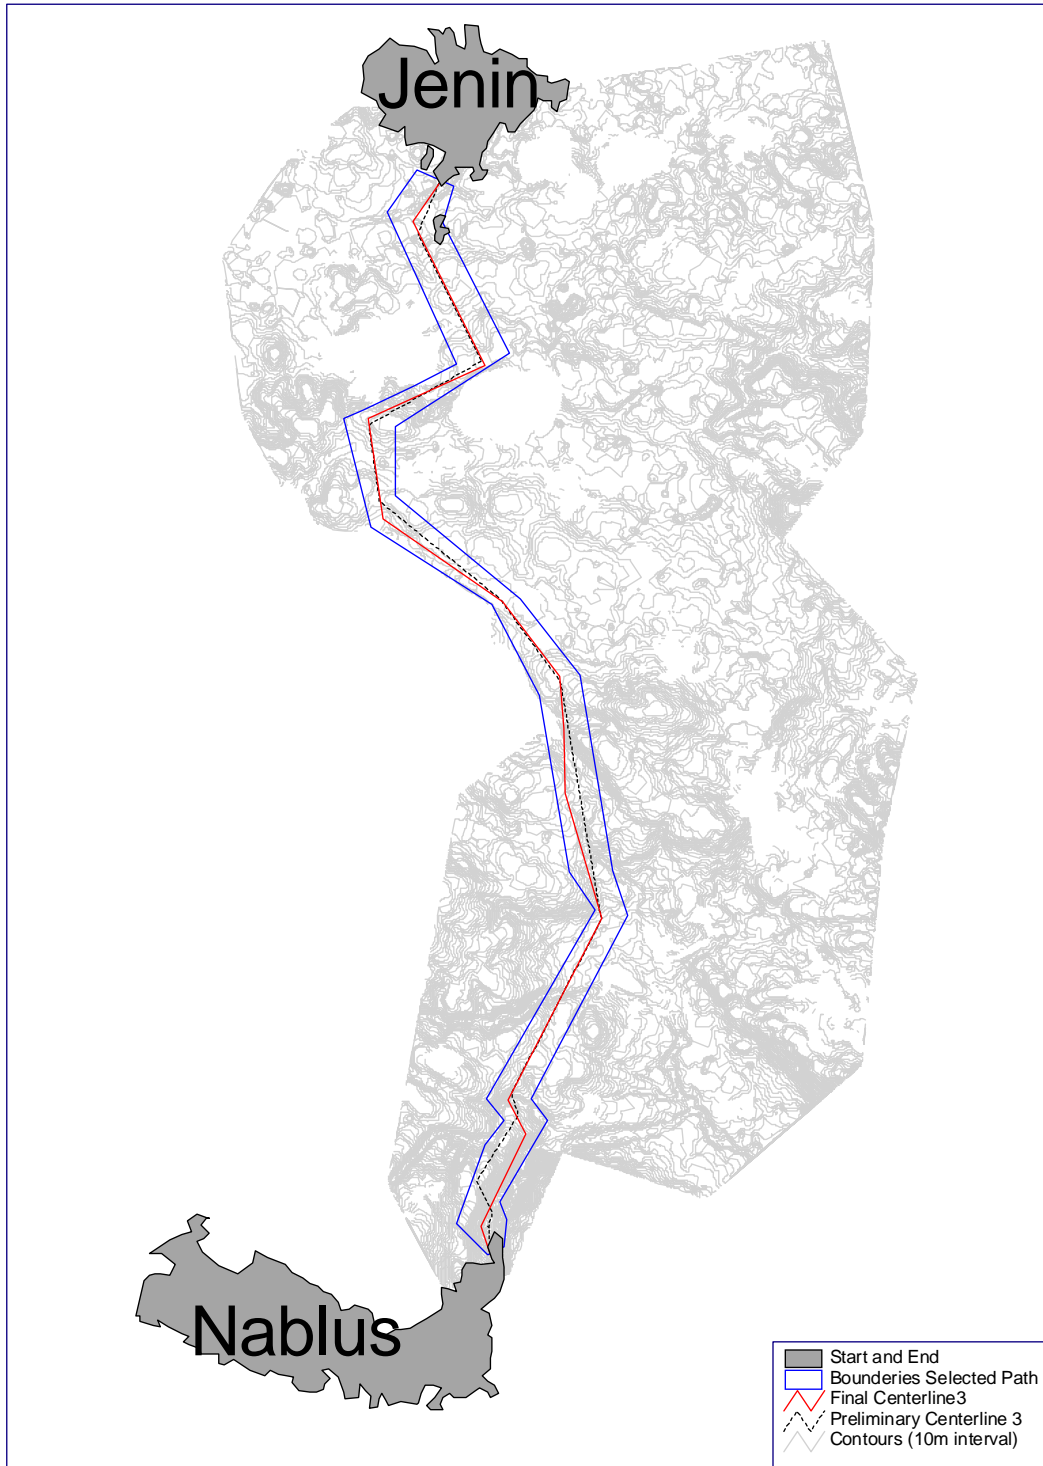 Jenin
Nablus
Start and End
Bounderies Selected Path
Final Centerline3
Preliminary Centerline 3
Contours (10m interval)